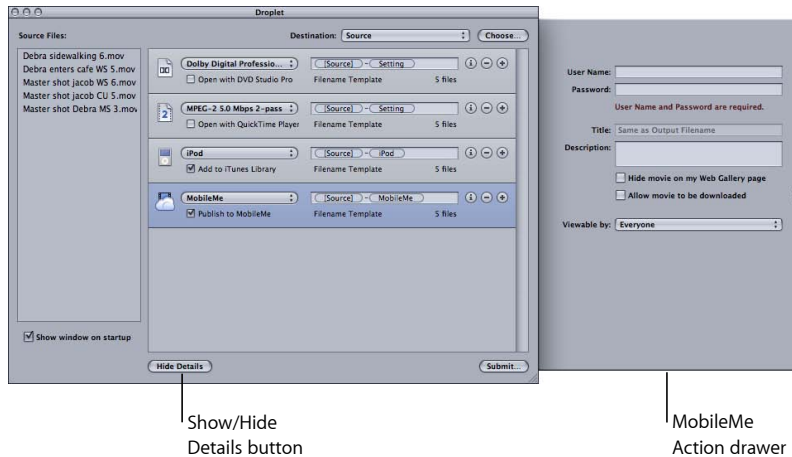 Droplet
Source Files:
Destination: Source
Choose...
Debra sidewalking 6.mov
Debra enters cafe WS 5.mov
Master shot jacob WS 6.mov
Master shot jacob CU 5.mov
Master shot Debra MS 3.mov
Dolby Digital Professio... [Source] - Setting
Open with DVD Studio Pro Filename Template 5 files
MPEG-2 5.0 Mbps 2-pass [Source] - Setting
Open with QuickTime Player Filename Template 5 files
iPod [Source] - iPod
Add to iTunes Library Filename Template 5 files
MobileMe [Source] - MobileMe
Publish to MobileMe Filename Template 5 files
Show window on startup
Hide Details
Submit...
User Name:
Password:
User Name and Password are required.
Title: Same as Output Filename
Description:
Hide movie on my Web Gallery page
Allow movie to be downloaded
Viewable by: Everyone
Show/Hide
Details button
MobileMe
Action drawer